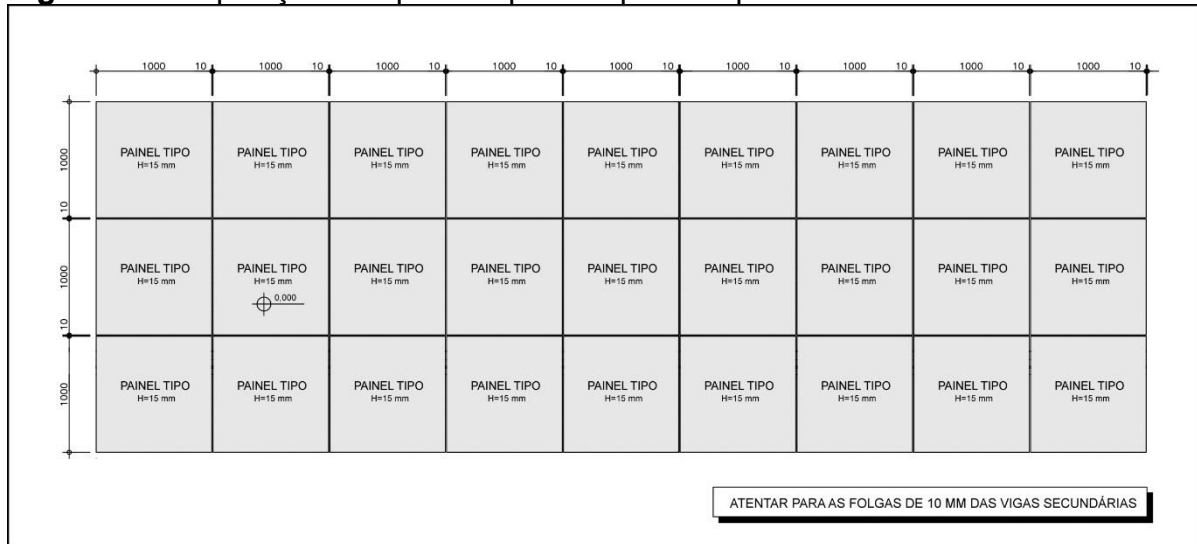 1000 10 1000 10 1000 10 1000 10 1000 10 1000 10 1000 10 1000 10 1000 10
1000
PAINEL TIPO PAINEL TIPO PAINEL TIPO PAINEL TIPO PAINEL TIPO PAINEL TIPO PAINEL TIPO PAINEL TIPO PAINEL TIPO
H=15 mm H=15 mm H=15 mm H=15 mm H=15 mm H=15 mm H=15 mm H=15 mm H=15 mm
10
1000
PAINEL TIPO PAINEL TIPO PAINEL TIPO PAINEL TIPO PAINEL TIPO PAINEL TIPO PAINEL TIPO PAINEL TIPO PAINEL TIPO
H=15 mm H=15 mm H=15 mm H=15 mm H=15 mm H=15 mm H=15 mm H=15 mm H=15 mm
0.000
10
1000
PAINEL TIPO PAINEL TIPO PAINEL TIPO PAINEL TIPO PAINEL TIPO PAINEL TIPO PAINEL TIPO PAINEL TIPO PAINEL TIPO
H=15 mm H=15 mm H=15 mm H=15 mm H=15 mm H=15 mm H=15 mm H=15 mm H=15 mm
ATENTAR PARA AS FOLGAS DE 10 MM DAS VIGAS SECUNDÁRIAS